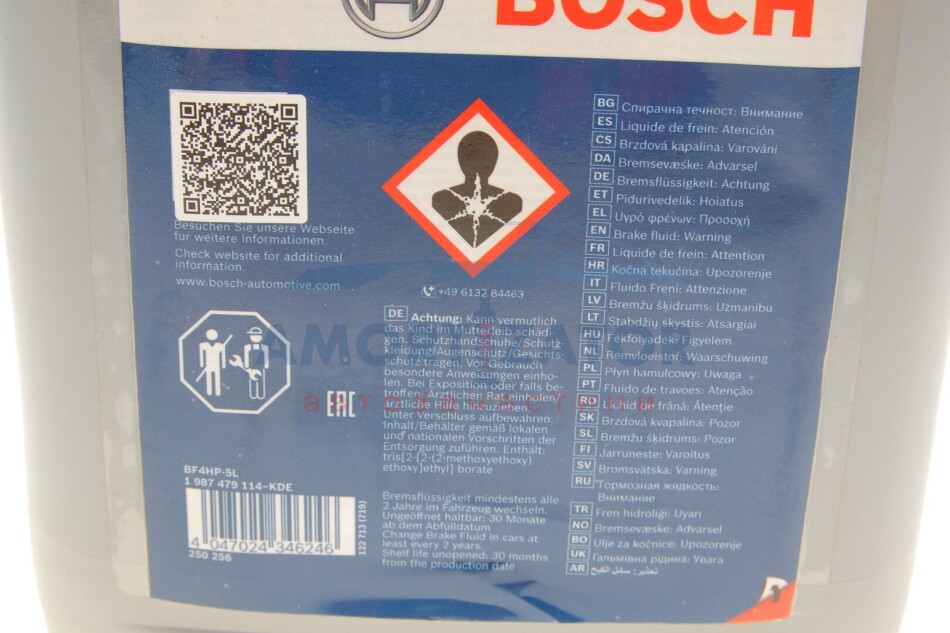 BOSCH
Besuchen Sie unsere Webseite
für weitere Informationen.
Check website for additional
information.
www.bosch-automotive.com
+49 6132 84463
DE Achtung: Kann vermutlich
das Kind im Mutterleib schädi-
gen. Schutzhandschuhe/Schutz-
kleidung/Augenschutz/Gesichts-
schutz tragen. Vor Gebrauch
besondere Anweisungen einho-
len. Bei Exposition oder falls be-
troffen: Ärztlichen Rat einholen/
ärztliche Hilfe hinzuziehen.
Unter Verschluss aufbewahren.
Inhalt/Behälter gemäß lokalen
und nationalen Vorschriften der
Entsorgung zuführen. Enthält:
tris[2-[2-(2-methoxyethoxy)
ethoxy]ethyl] borate
EAC
BF4HP-5L
1 987 479 114-KDE
4 047024 346246
250 256
122 713 (719)
Bremsflüssigkeit mindestens alle
2 Jahre im Fahrzeug wechseln.
Ungeöffnet haltbar: 30 Monate
ab dem Abfülldatum
Change Brake Fluid in cars at
least every 2 years.
Shelf life unopened: 30 months
from the production date
BG Спирачна течност: Внимание
ES Liquide de frein: Atención
CS Brzdová kapalina: Varování
DA Bremsevæske: Advarsel
DE Bremsflüssigkeit: Achtung
ET Pidurivedelik: Hoiatus
EL Υγρό φρένων: Προσοχή
EN Brake fluid: Warning
FR Liquide de frein: Attention
HR Kočna tekućina: Upozorenje
IT Fluido Freni: Attenzione
LV Bremžu šķidrums: Uzmanību
LT Stabdžių skystis: Atsargiai
HU Fékfolyadék: Figyelem
NL Remvloeistof: Waarschuwing
PL Płyn hamulcowy: Uwaga
PT Fluido de travoes: Atenção
RO Lichid de frână: Atenţie
SK Brzdová kvapalina: Pozor
SL Bremžu šķidrums: Pozor
FI Jarruneste: Varoitus
SV Bromsvätska: Varning
RU Тормозная жидкость:
Внимание
TR Fren hidroliği: Uyarı
NO Bremsevæske: Advarsel
BO Ulje za kočnice: Upozorenje
UK Гальмівна рідина: Увага
AR تحذير: سائل الكبح